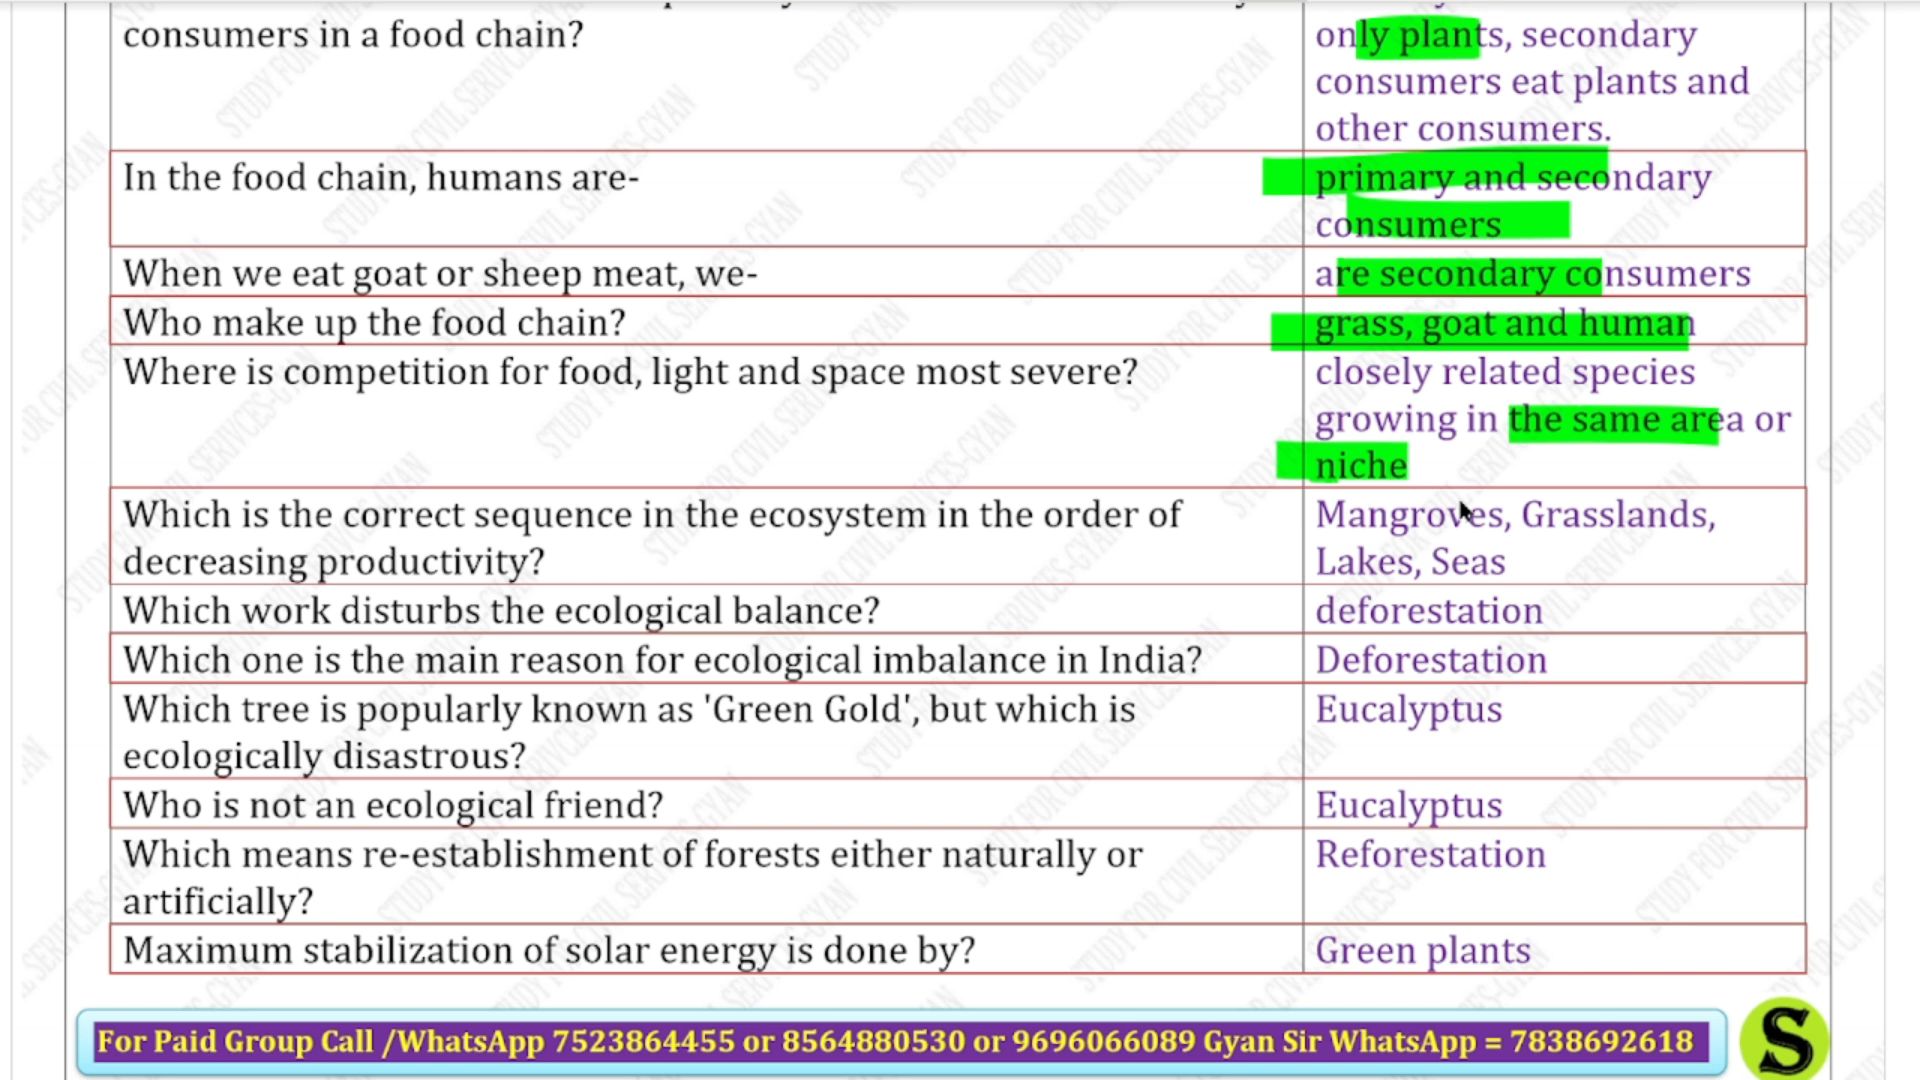 consumers in a food chain?
only plants, secondary
consumers eat plants and
other consumers.
In the food chain, humans are-
primary and secondary
consumers
When we eat goat or sheep meat, we-
are secondary consumers
Who make up the food chain?
grass, goat and human
Where is competition for food, light and space most severe?
closely related species
growing in the same area or
niche
Which is the correct sequence in the ecosystem in the order of
decreasing productivity?
Mangroves, Grasslands,
Lakes, Seas
Which work disturbs the ecological balance?
deforestation
Which one is the main reason for ecological imbalance in India?
Deforestation
Which tree is popularly known as 'Green Gold', but which is
ecologically disastrous?
Eucalyptus
Who is not an ecological friend?
Eucalyptus
Which means re-establishment of forests either naturally or
artificially?
Reforestation
Maximum stabilization of solar energy is done by?
Green plants
For Paid Group Call /WhatsApp 7523864455 or 8564880530 or 9696066089 Gyan Sir WhatsApp = 7838692618
S
STUDY FOR CIVIL SERIVCES-GYAN